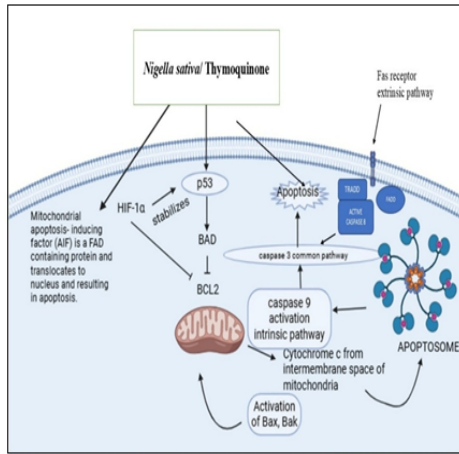 Nigella sativa/ Thymoquinone
Fas receptor
extrinsic pathway
p53
Apoptosis
TRADD
FADD
ACTIVE
CASPASE 8
HIF-1α
stabilizes
Mitochondrial
apoptosis- inducing
factor (AIF) is a FAD
containing protein and
translocates to
nucleus and resulting
in apoptosis.
BAD
caspase 3 common pathway
BCL2
caspase 9
activation
intrinsic pathway
APOPTOSOME
Cytochrome c from
intermembrane space of
mitochondria
Activation
of Bax, Bak